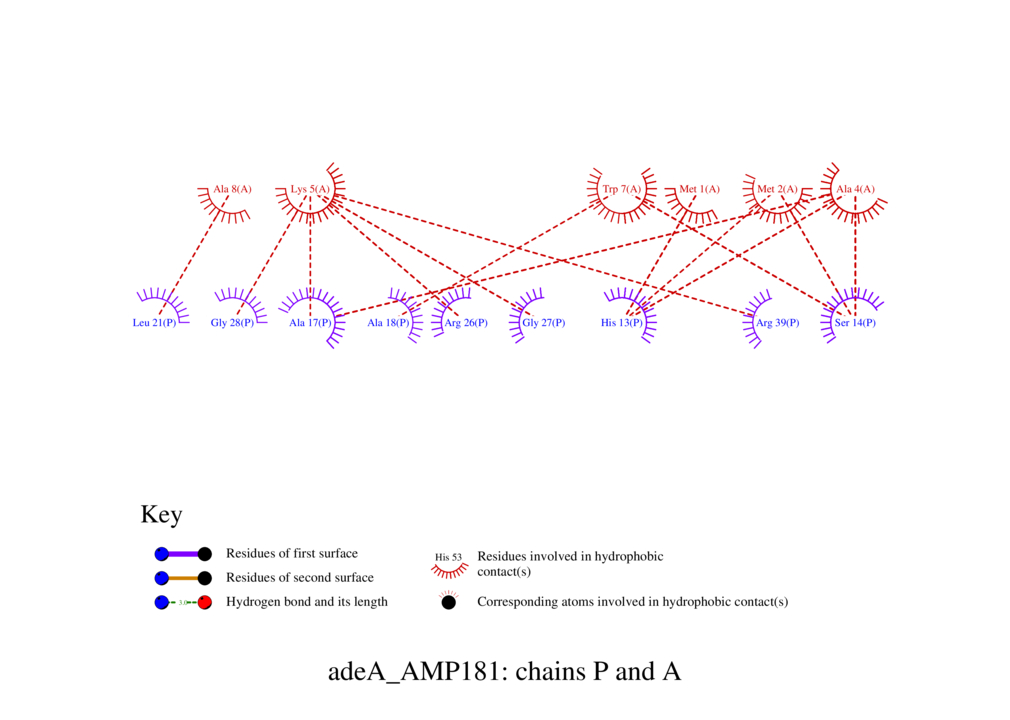 Ala 8(A) Lys 5(A) Trp 7(A) Met 1(A) Met 2(A) Ala 4(A)
Leu 21(P) Gly 28(P) Ala 17(P) Ala 18(P) Arg 26(P) Gly 27(P) His 13(P) Arg 39(P) Ser 14(P)
Key
Residues of first surface
Residues of second surface
3.0 Hydrogen bond and its length
His 53 Residues involved in hydrophobic
contact(s)
Corresponding atoms involved in hydrophobic contact(s)
adeA_AMP181: chains P and A